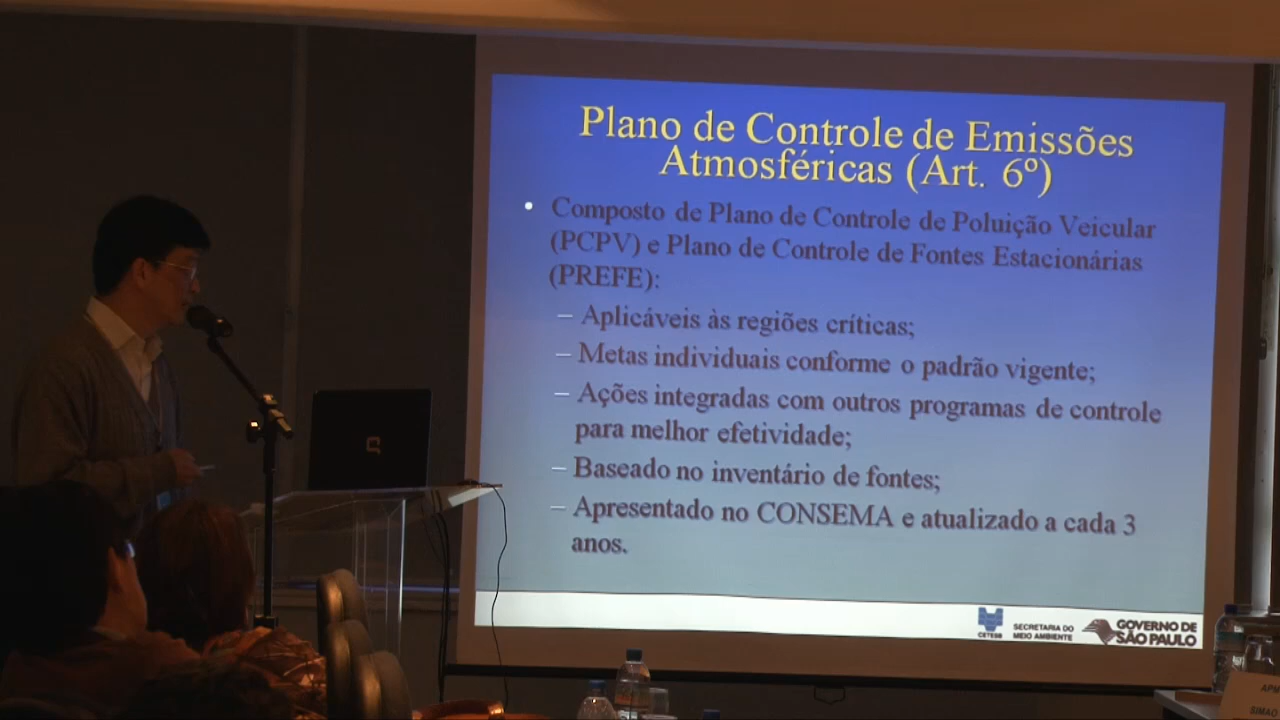 Plano de Controle de Emissões
Atmosféricas (Art. 6º)
• Composto de Plano de Controle de Poluição Veicular
(PCPV) e Plano de Controle de Fontes Estacionárias
(PREFE):
– Aplicáveis às regiões críticas;
– Metas individuais conforme o padrão vigente;
– Ações integradas com outros programas de controle
para melhor efetividade;
– Baseado no inventário de fontes;
– Apresentado no CONSEMA e atualizado a cada 3
anos.
CETESB
SECRETARIA DO
MEIO AMBIENTE
GOVERNO DE
SÃO PAULO